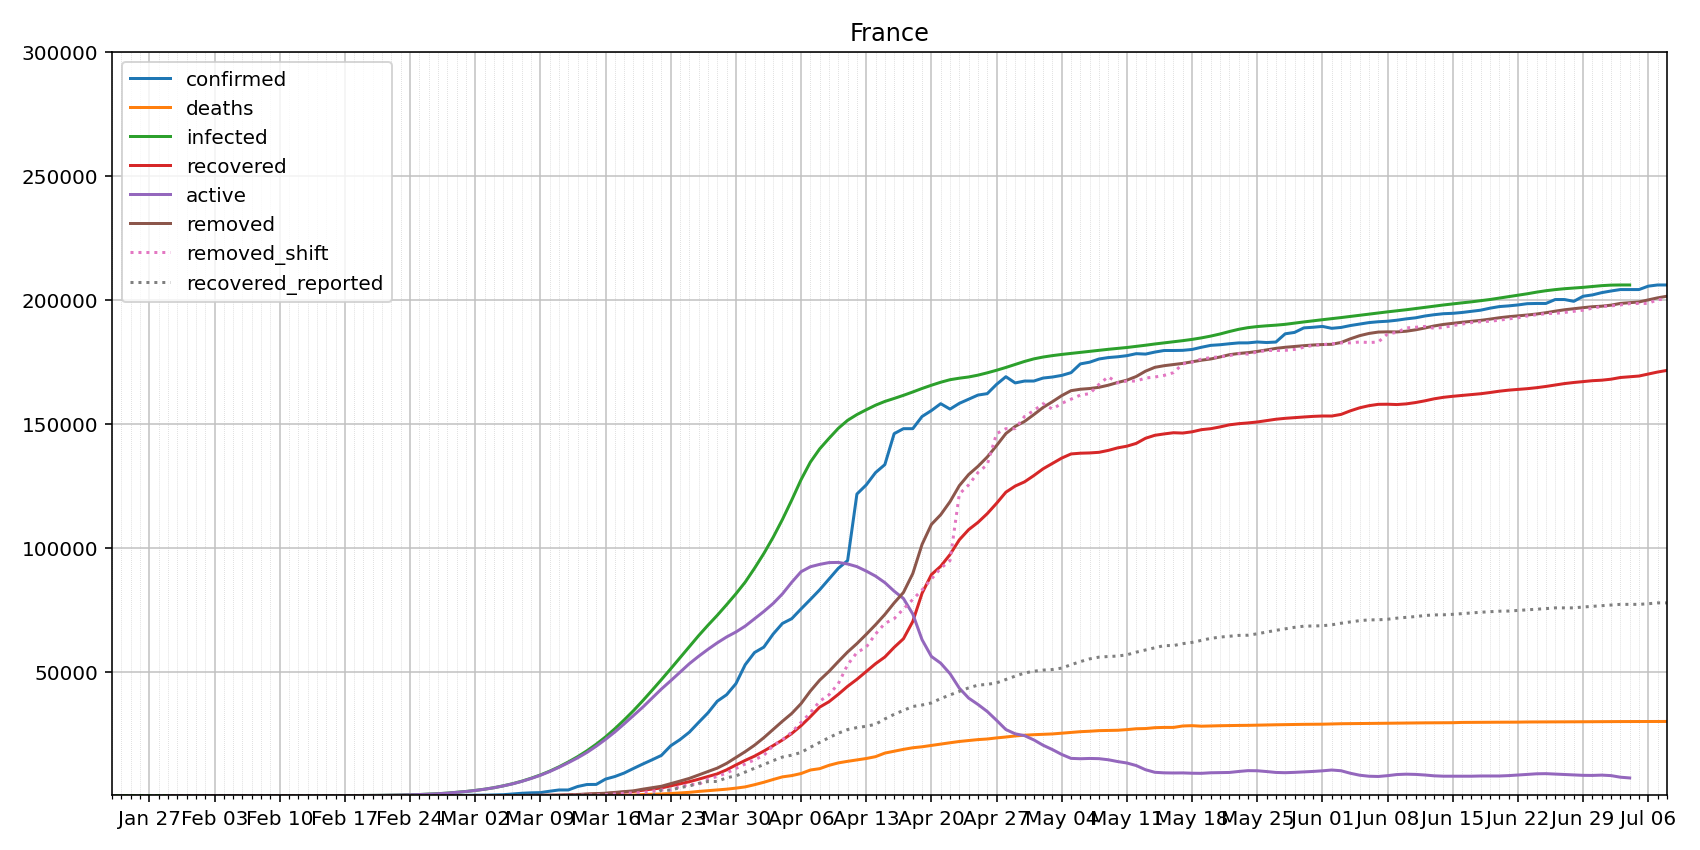 France
300000
250000
200000
150000
100000
50000
confirmed
deaths
infected
recovered
active
removed
removed_shift
recovered_reported
Jan 27 Feb 03 Feb 10 Feb 17 Feb 24 Mar 02 Mar 09 Mar 16 Mar 23 Mar 30 Apr 06 Apr 13 Apr 20 Apr 27 May 04 May 11 May 18 May 25 Jun 01 Jun 08 Jun 15 Jun 22 Jun 29 Jul 06